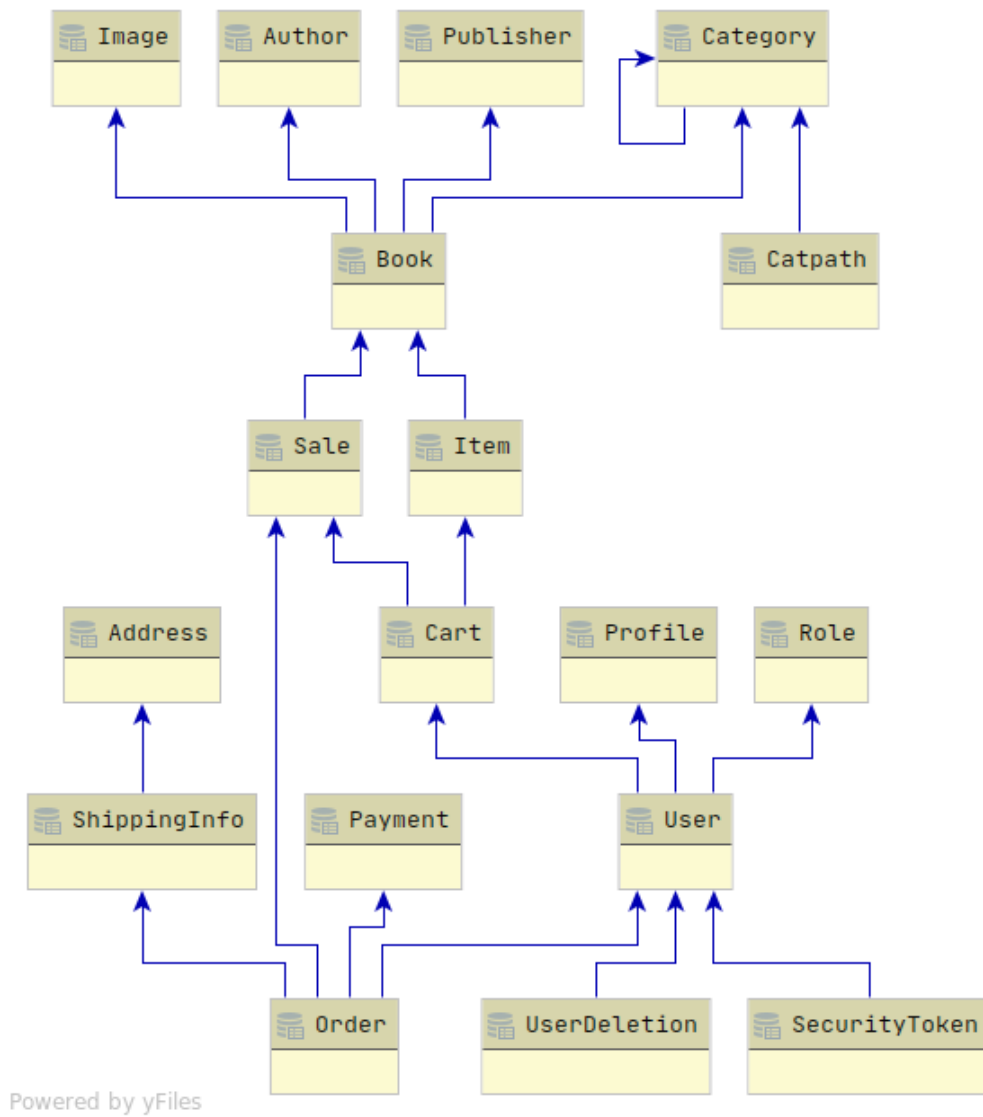 Image
Author
Publisher
Category
Book
Catpath
Sale
Item
Address
Cart
Profile
Role
ShippingInfo
Payment
User
Order
UserDeletion
SecurityToken
Powered by yFiles